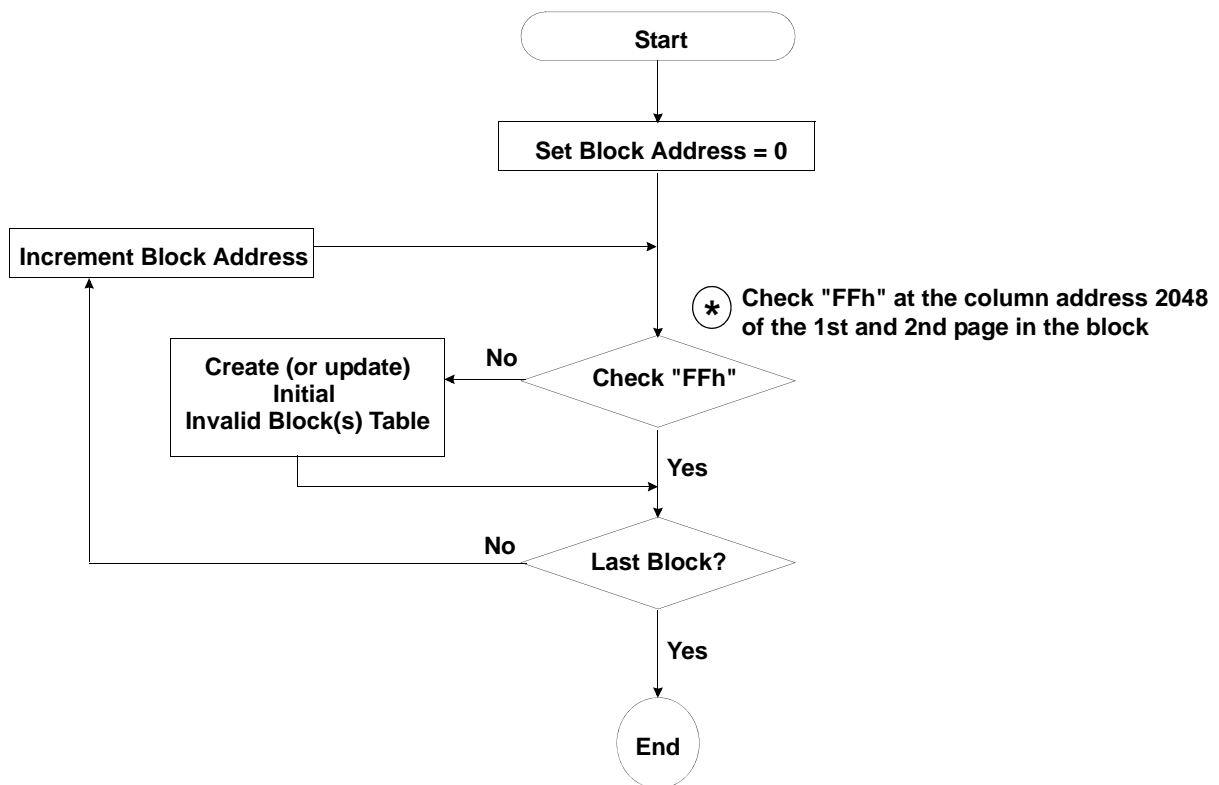 Start
Set Block Address = 0
Increment Block Address
* Check "FFh" at the column address 2048
of the 1st and 2nd page in the block
No
Create (or update)
Initial
Invalid Block(s) Table
Check "FFh"
Yes
No
Last Block?
Yes
End